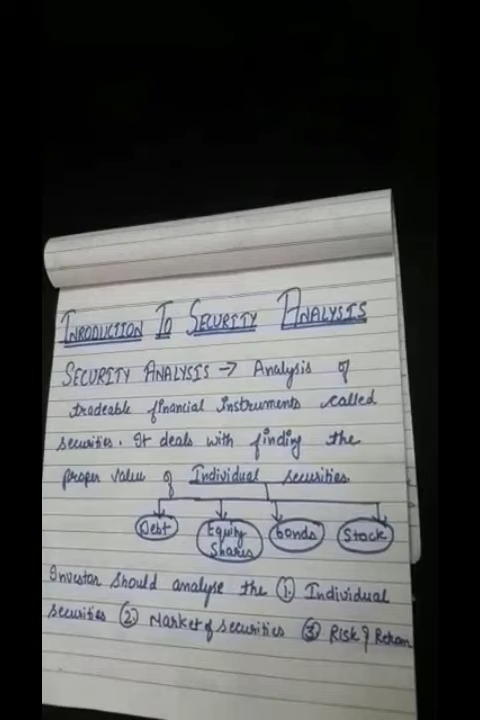 INRODUCTION TO SECURITY ANALYSIS
SECURITY ANALYSIS → Analysis of
tradeable financial Instruments called
securities. It deals with finding the
proper value of Individual securities
Debt Equity Shares bonds Stock
Investor should analyse the ① Individual
securities ② Market of securities ③ Risk & Return